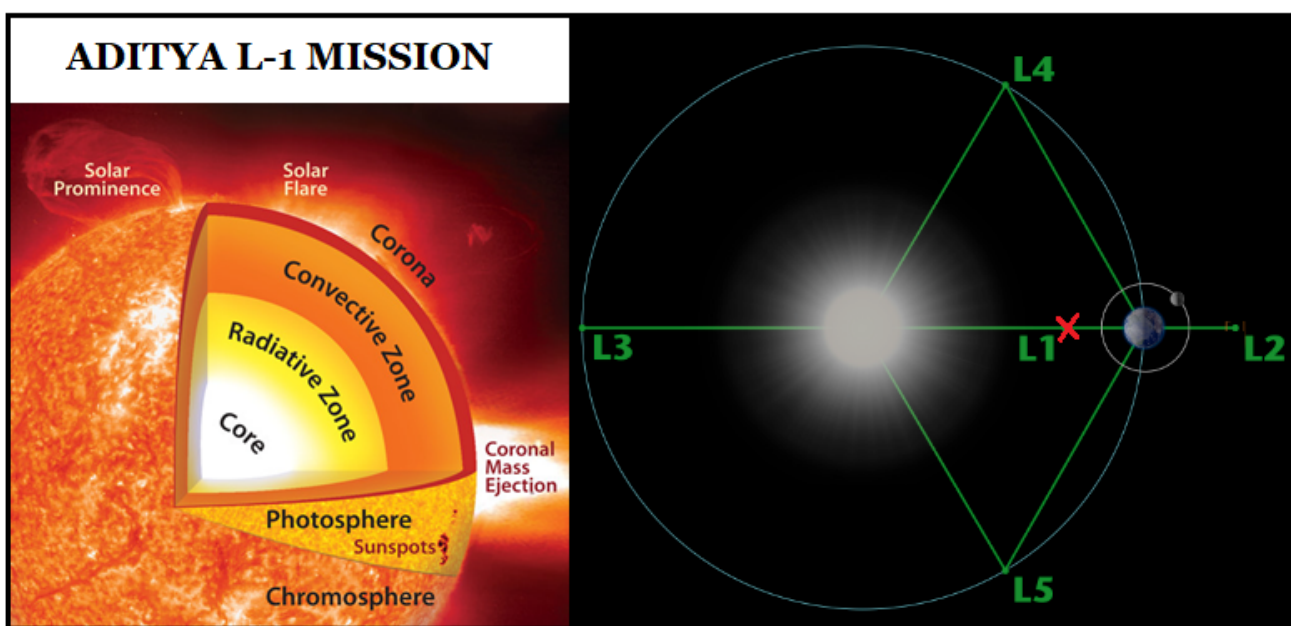 ADITYA L-1 MISSION
Solar
Prominence
Solar
Flare
Corona
Convective Zone
Radiative Zone
Core
Coronal
Mass
Ejection
Photosphere
Sunspots
Chromosphere
L4
L3
L1
L2
L5